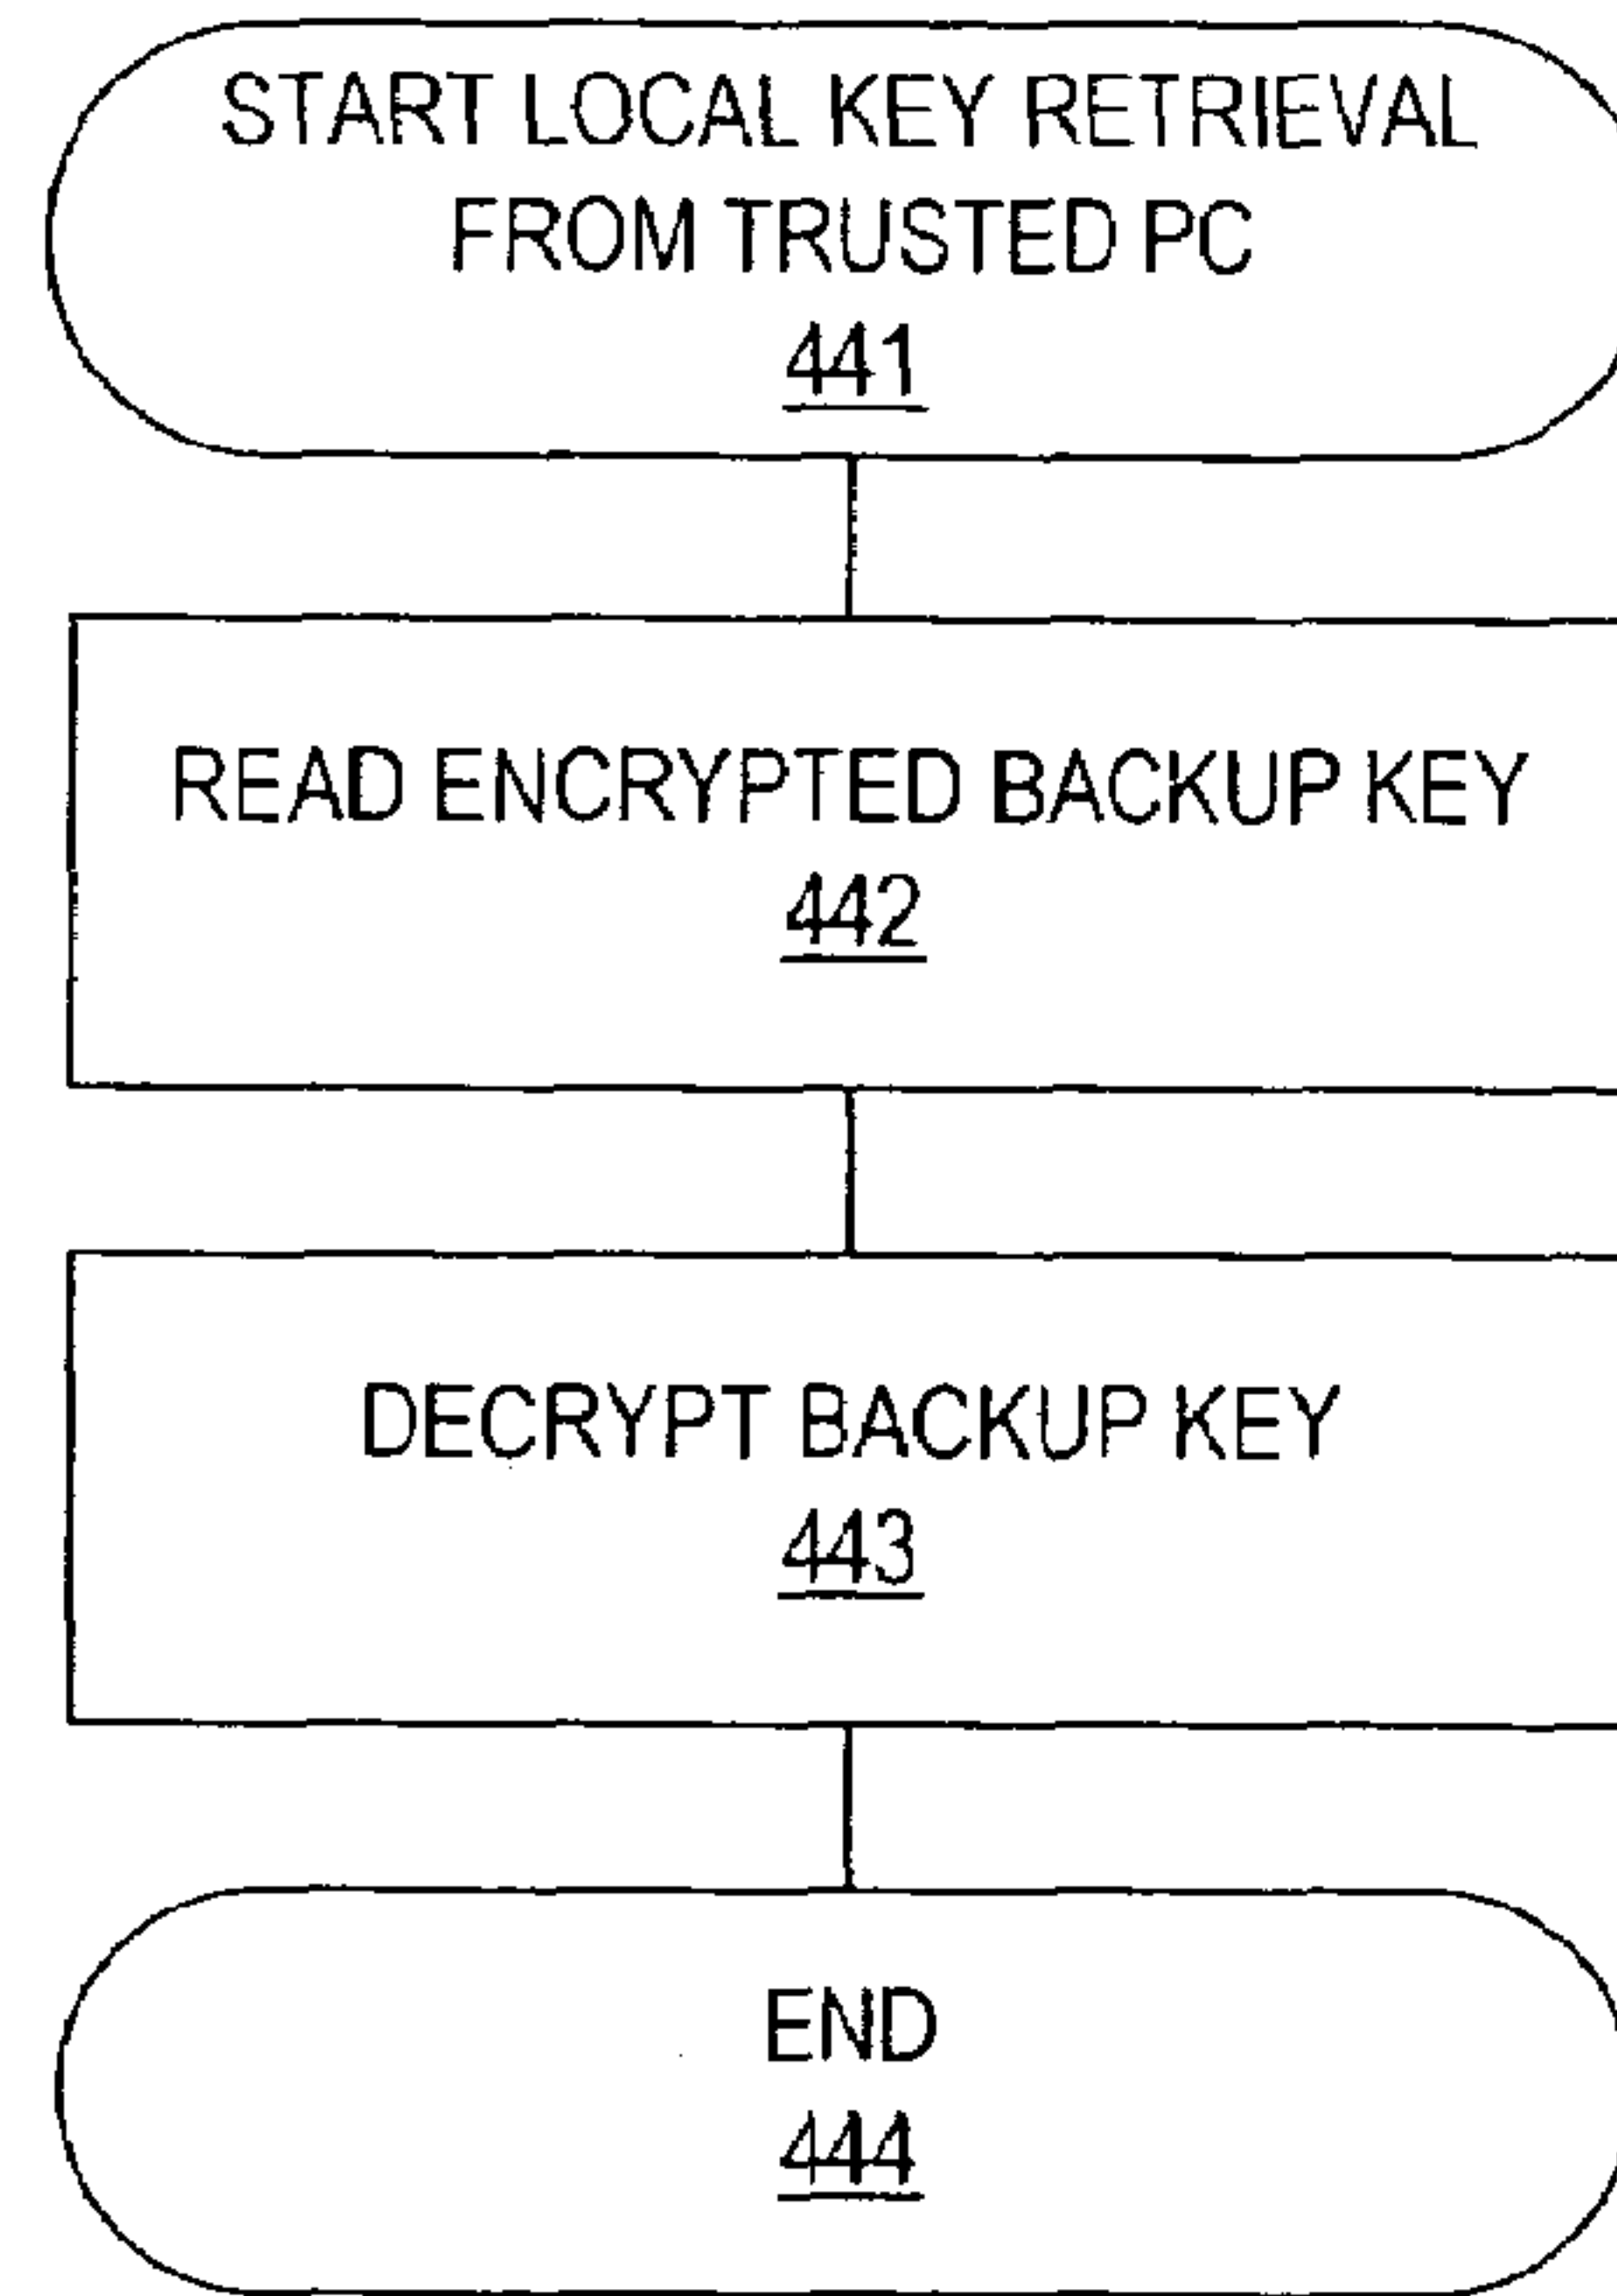 START LOCAL KEY RETRIEVAL
FROM TRUSTED PC
441
READ ENCRYPTED BACKUP KEY
442
DECRYPT BACKUP KEY
443
END
444